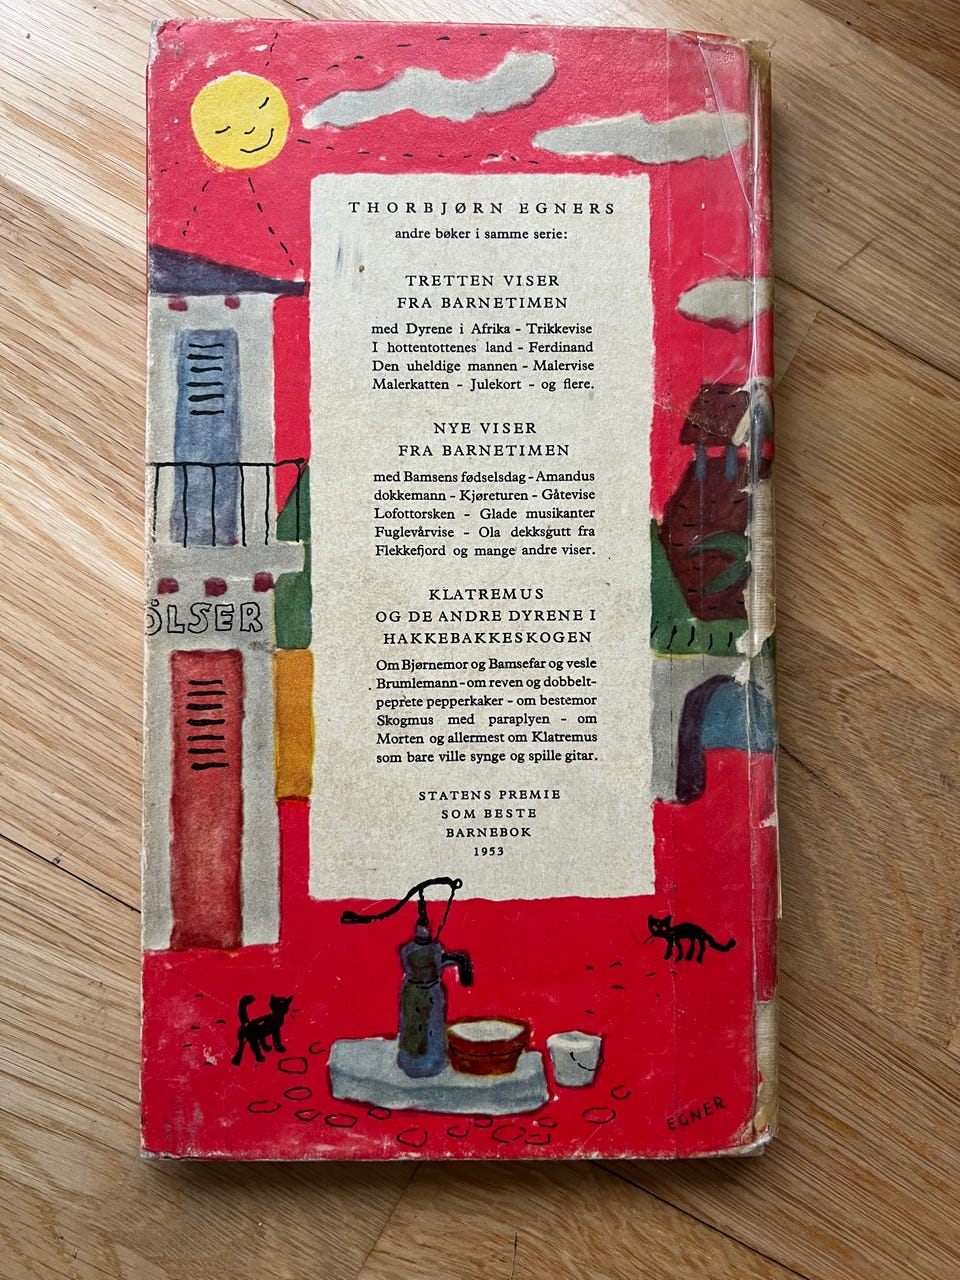 THORBJØRN EGNERS
andre bøker i samme serie:
TRETTEN VISER
FRA BARNETIMEN
med Dyrene i Afrika - Trikkevise
I hottentottenes land - Ferdinand
Den uheldige mannen - Malervise
Malerkatten - Julekort - og flere.
NYE VISER
FRA BARNETIMEN
med Bamsens fødselsdag - Amandus
dokkemann - Kjøreturen - Gåtevise
Lofottorsken - Glade musikanter
Fuglevårvise - Ola dekksgutt fra
Flekkefjord og mange andre viser.
KLATREMUS
OG DE ANDRE DYRENE I
HAKKEBAKKESKOGEN
Om Bjørnemor og Bamsefar og vesle
Brumlemann - om reven og dobbelt-
peprete pepperkaker - om bestemor
Skogmus med paraplyen - om
Morten og allermest om Klatremus
som bare ville synge og spille gitar.
STATENS PREMIE
SOM BESTE
BARNEBOK
1953
ØLSER
EGNER